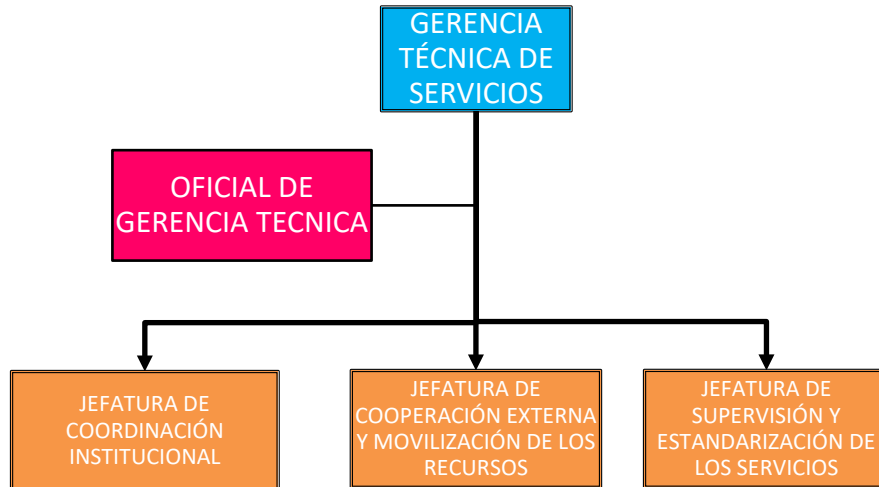 GERENCIA
TÉCNICA DE
SERVICIOS
OFICIAL DE
GERENCIA TECNICA
JEFATURA DE
COORDINACIÓN
INSTITUCIONAL
JEFATURA DE
COOPERACIÓN EXTERNA
Y MOVILIZACIÓN DE LOS
RECURSOS
JEFATURA DE
SUPERVISIÓN Y
ESTANDARIZACIÓN DE
LOS SERVICIOS